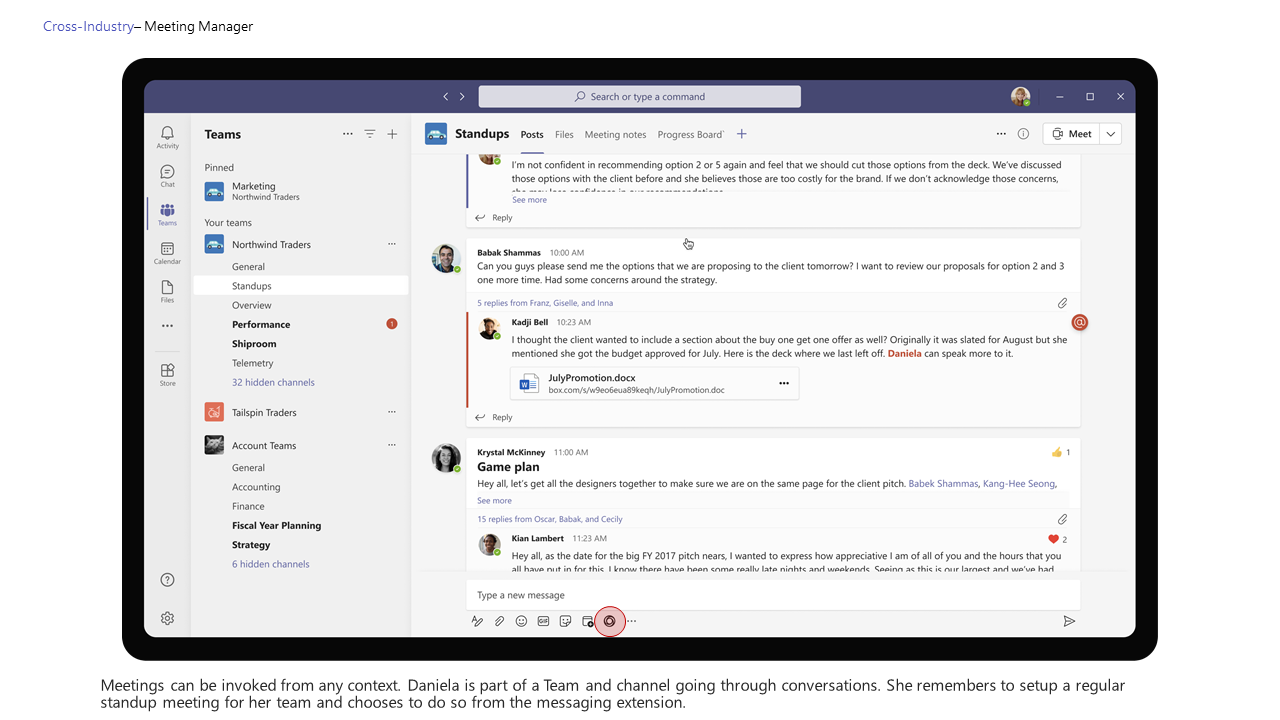 Cross-Industry– Meeting Manager
Search or type a command
Activity
Chat
Teams
Calendar
Files
Store
Teams
Pinned
Marketing
Northwind Traders
Your teams
Northwind Traders
General
Standups
Overview
Performance
1
Shiproom
Telemetry
32 hidden channels
Tailspin Traders
Account Teams
General
Accounting
Finance
Fiscal Year Planning
Strategy
6 hidden channels
Standups Posts Files Meeting notes Progress Board` Meet
I'm not confident in recommending option 2 or 5 again and feel that we should cut those options from the deck. We've discussed
those options with the client before and she believes those are too costly for the brand. If we don't acknowledge those concerns,
she may lose confidence in our recommendations.
See more
Reply
Babak Shammas 10:00 AM
Can you guys please send me the options that we are proposing to the client tomorrow? I want to review our proposals for option 2 and 3
one more time. Had some concerns around the strategy.
5 replies from Franz, Giselle, and Inna
Kadji Bell 10:23 AM
@
I thought the client wanted to include a section about the buy one get one offer as well? Originally it was slated for August but she
mentioned she got the budget approved for July. Here is the deck where we last left off. Daniela can speak more to it.
W
JulyPromotion.docx
box.com/s/w9eo6eua89keqh/JulyPromotion.doc
Reply
Krystal McKinney 11:00 AM
1
Game plan
Hey all, let's get all the designers together to make sure we are on the same page for the client pitch. Babek Shammas, Kang-Hee Seong,
See more
15 replies from Oscar, Babak, and Cecily
Kian Lambert 11:23 AM
2
Hey all, as the date for the big FY 2017 pitch nears, I wanted to express how appreciative I am of all of you and the hours that you
all have put in for this. I know there have been some really late nights and weekends. Seeing as this is our largest and we've had
Type a new message
GIF
Meetings can be invoked from any context. Daniela is part of a Team and channel going through conversations. She remembers to setup a regular
standup meeting for her team and chooses to do so from the messaging extension.